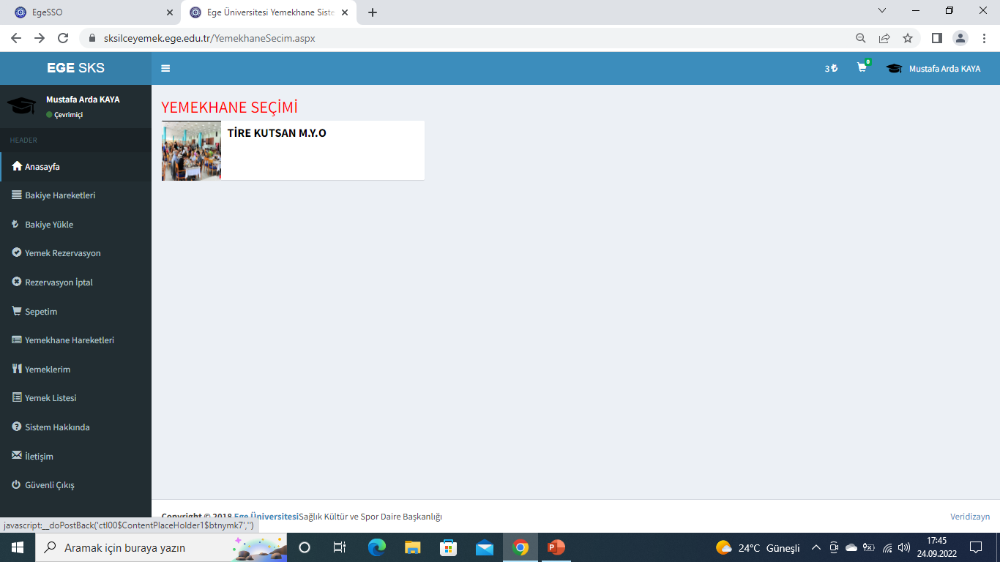 EgeSSO
Ege Üniversitesi Yemekhane Siste
sksilceyemek.ege.edu.tr/YemekhaneSecim.aspx
EGE SKS
3 ₺
0
Mustafa Arda KAYA
Mustafa Arda KAYA
Çevrimiçi
HEADER
Anasayfa
Bakiye Hareketleri
₺ Bakiye Yükle
Yemek Rezervasyon
Rezervasyon İptal
Sepetim
Yemekhane Hareketleri
Yemeklerim
Yemek Listesi
Sistem Hakkında
İletişim
Güvenli Çıkış
YEMEKHANE SEÇİMİ
TİRE KUTSAN M.Y.O
Copyright © 2018 Ege ÜniversitesiSağlık Kültür ve Spor Daire Başkanlığı
Veridizayn
javascript:__doPostBack('ctl00$ContentPlaceHolder1$btnymk7','')
Aramak için buraya yazın
24°C Güneşli
17:45
24.09.2022